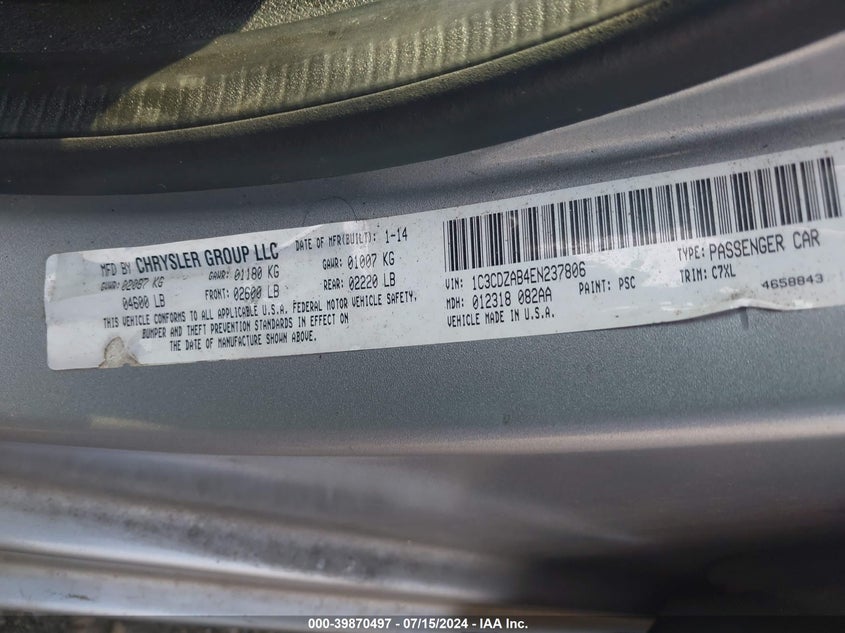 MFD BY CHRYSLER GROUP LLC DATE OF MFR(BUILT): 1-14
GVWR: 02087 KG GAWR: 01180 KG GAWR: 01007 KG
04600 LB FRONT: 02600 LB REAR: 02220 LB
THIS VEHICLE CONFORMS TO ALL APPLICABLE U.S.A. FEDERAL MOTOR VEHICLE SAFETY,
BUMPER AND THEFT PREVENTION STANDARDS IN EFFECT ON
THE DATE OF MANUFACTURE SHOWN ABOVE.
VIN: 1C3CDZAB4EN237806 TYPE: PASSENGER CAR
MDH: 012318 082AA PAINT: PSC TRIM: C7XL
VEHICLE MADE IN U.S.A. 4658843
000-39870497 - 07/15/2024 - IAA Inc.